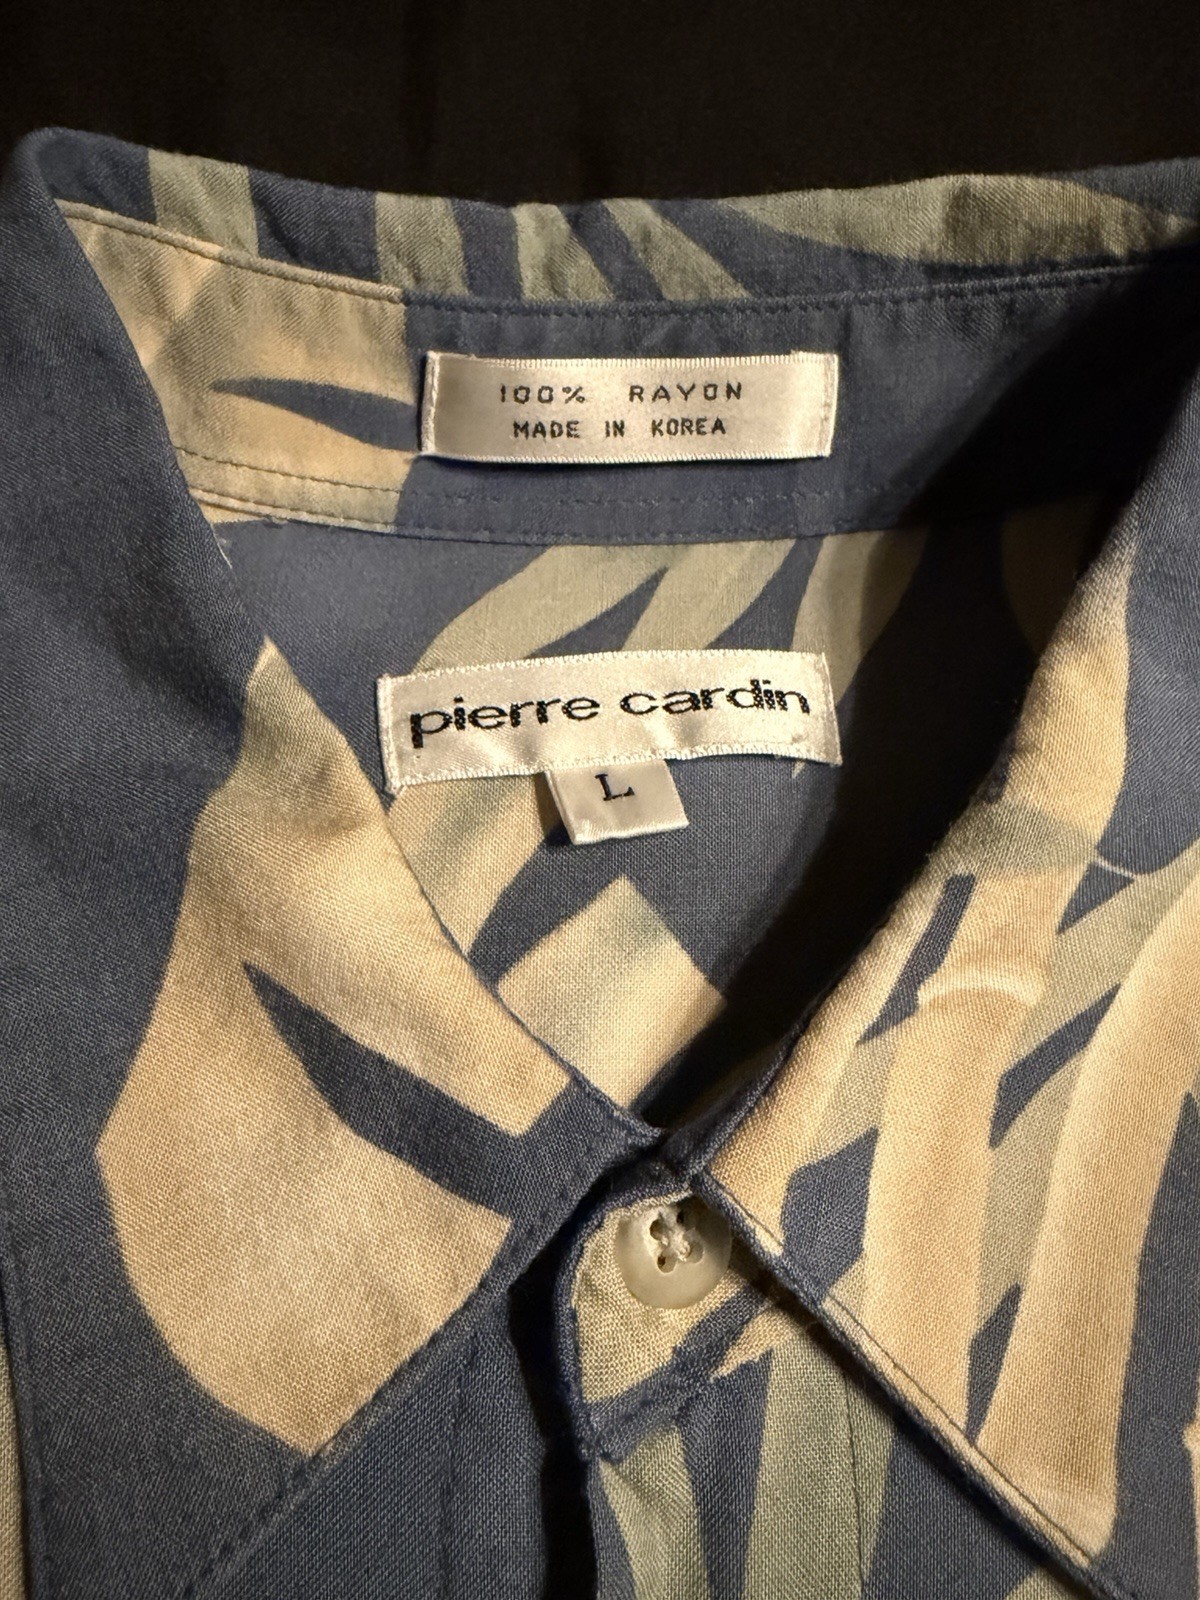 100% RAYON
MADE IN KOREA
pierre cardin
L